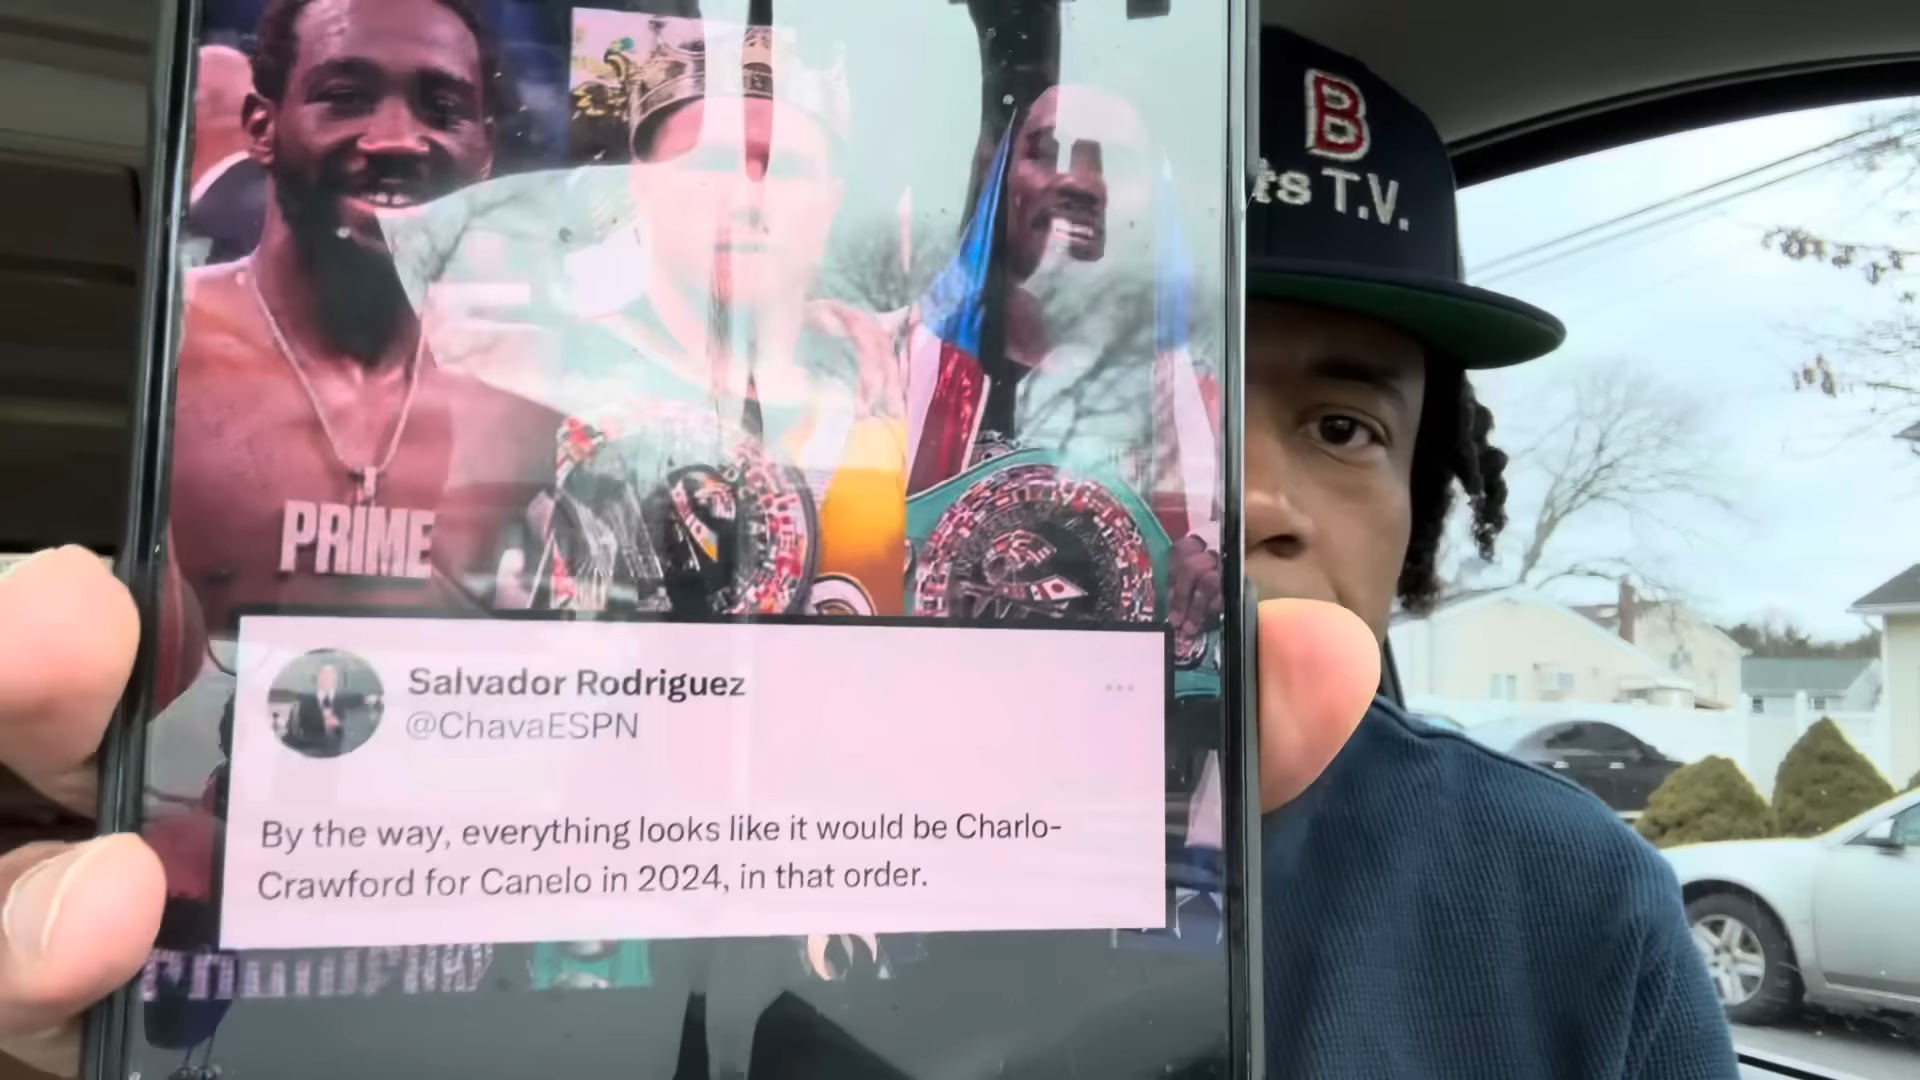 B
ts T.V.
PRIME
Salvador Rodriguez
@ChavaESPN
By the way, everything looks like it would be Charlo-
Crawford for Canelo in 2024, in that order.